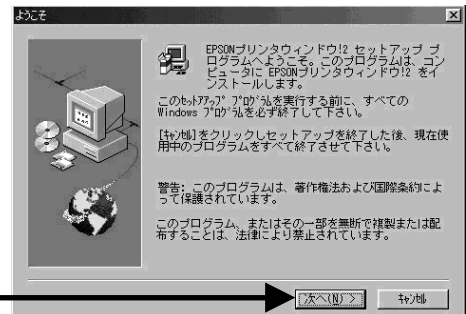 ようこそ
EPSONプリンタウィンドウ!2 セットアップ プ
ログラムへようこそ。このプログラムは、コン
ピュータに EPSONプリンタウィンドウ!2 をイ
ンストールします。
このｾｯﾄｱｯﾌﾟ ﾌﾟﾛｸﾞﾗﾑを実行する前に、すべての
Windows ﾌﾟﾛｸﾞﾗﾑを必ず終了して下さい。
[ｷｬﾝｾﾙ]をクリックしセットアップを終了した後、現在使
用中のプログラムをすべて終了させて下さい。
警告: このプログラムは、著作権法および国際条約によ
って保護されています。
このプログラム、またはその一部を無断で複製または配
布することは、法律により禁止されています。
次へ(N) >
ｷｬﾝｾﾙ